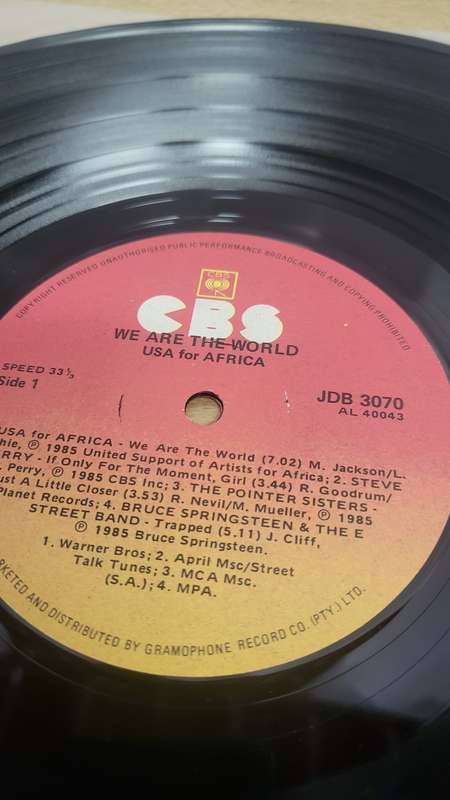 COPYRIGHT RESERVED UNAUTHORISED PUBLIC PERFORMANCE BROADCASTING AND COPYING PROHIBITED
CBS
CBS
WE ARE THE WORLD
USA for AFRICA
SPEED 33⅓
Side 1
JDB 3070
AL 40043
USA for AFRICA - We Are The World (7.02) M. Jackson/L.
hie, ℗ 1985 United Support of Artists for Africa; 2. STEVE
ERRY - If Only For The Moment, Girl (3.44) R. Goodrum/
. Perry, ℗ 1985 CBS Inc; 3. THE POINTER SISTERS -
ust A Little Closer (3.53) R. Nevil/M. Mueller, ℗ 1985
Planet Records; 4. BRUCE SPRINGSTEEN & THE E
STREET BAND - Trapped (5.11) J. Cliff,
℗ 1985 Bruce Springsteen.
1. Warner Bros; 2. April Msc/Street
Talk Tunes; 3. MCA Msc.
(S.A.); 4. MPA.
RKETED AND DISTRIBUTED BY GRAMOPHONE RECORD CO. (PTY.) LTD.